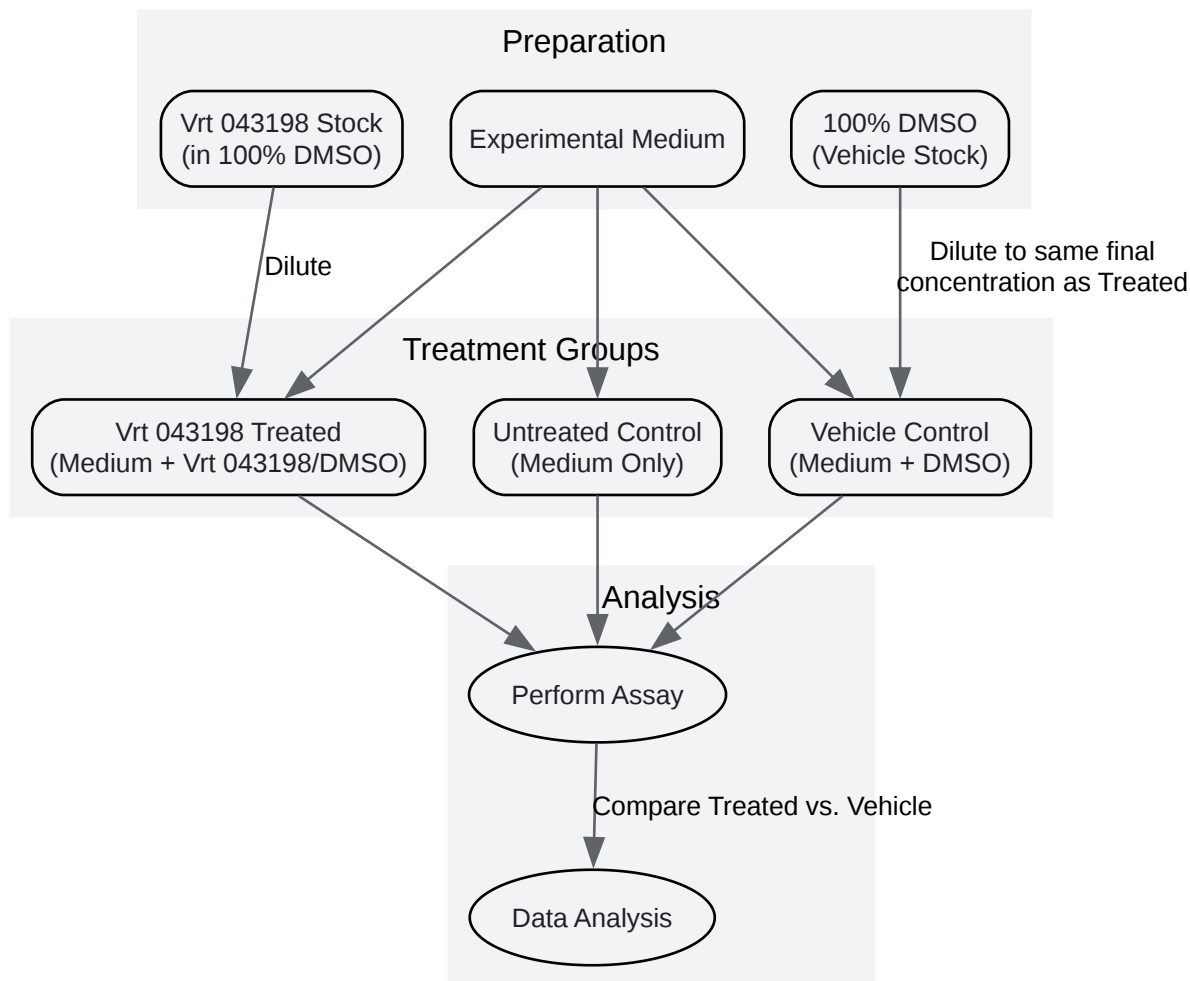 Preparation
Vrt 043198 Stock
(in 100% DMSO)
Experimental Medium
100% DMSO
(Vehicle Stock)
Dilute
Dilute to same final
concentration as Treated
Treatment Groups
Vrt 043198 Treated
(Medium + Vrt 043198/DMSO)
Untreated Control
(Medium Only)
Vehicle Control
(Medium + DMSO)
Analysis
Perform Assay
Compare Treated vs. Vehicle
Data Analysis